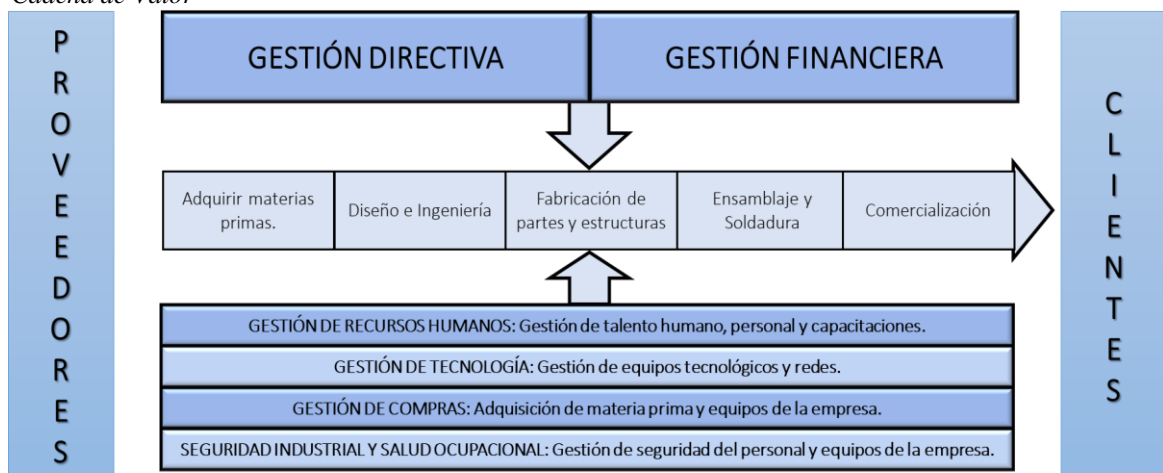 Cadena de Valor
PROVEEDORES
GESTIÓN DIRECTIVA
GESTIÓN FINANCIERA
Adquirir materias
primas.
Diseño e Ingeniería
Fabricación de
partes y estructuras
Ensamblaje y
Soldadura
Comercialización
GESTIÓN DE RECURSOS HUMANOS: Gestión de talento humano, personal y capacitaciones.
GESTIÓN DE TECNOLOGÍA: Gestión de equipos tecnológicos y redes.
GESTIÓN DE COMPRAS: Adquisición de materia prima y equipos de la empresa.
SEGURIDAD INDUSTRIAL Y SALUD OCUPACIONAL: Gestión de seguridad del personal y equipos de la empresa.
CLIENTES